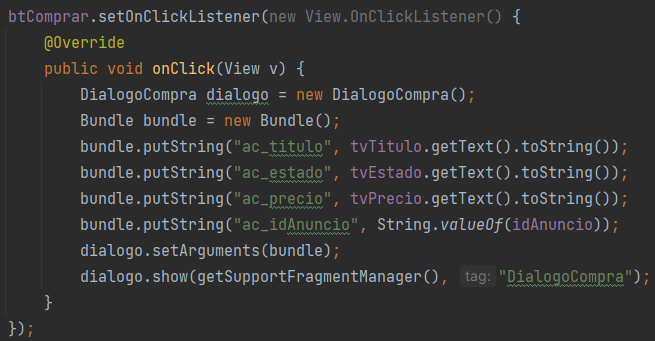 btComprar.setOnClickListener(new View.OnClickListener() {
    @Override
    public void onClick(View v) {
        DialogoCompra dialogo = new DialogoCompra();
        Bundle bundle = new Bundle();
        bundle.putString("ac_titulo", tvTitulo.getText().toString());
        bundle.putString("ac_estado", tvEstado.getText().toString());
        bundle.putString("ac_precio", tvPrecio.getText().toString());
        bundle.putString("ac_idAnuncio", String.valueOf(idAnuncio));
        dialogo.setArguments(bundle);
        dialogo.show(getSupportFragmentManager(), tag: "DialogoCompra");
    }
});